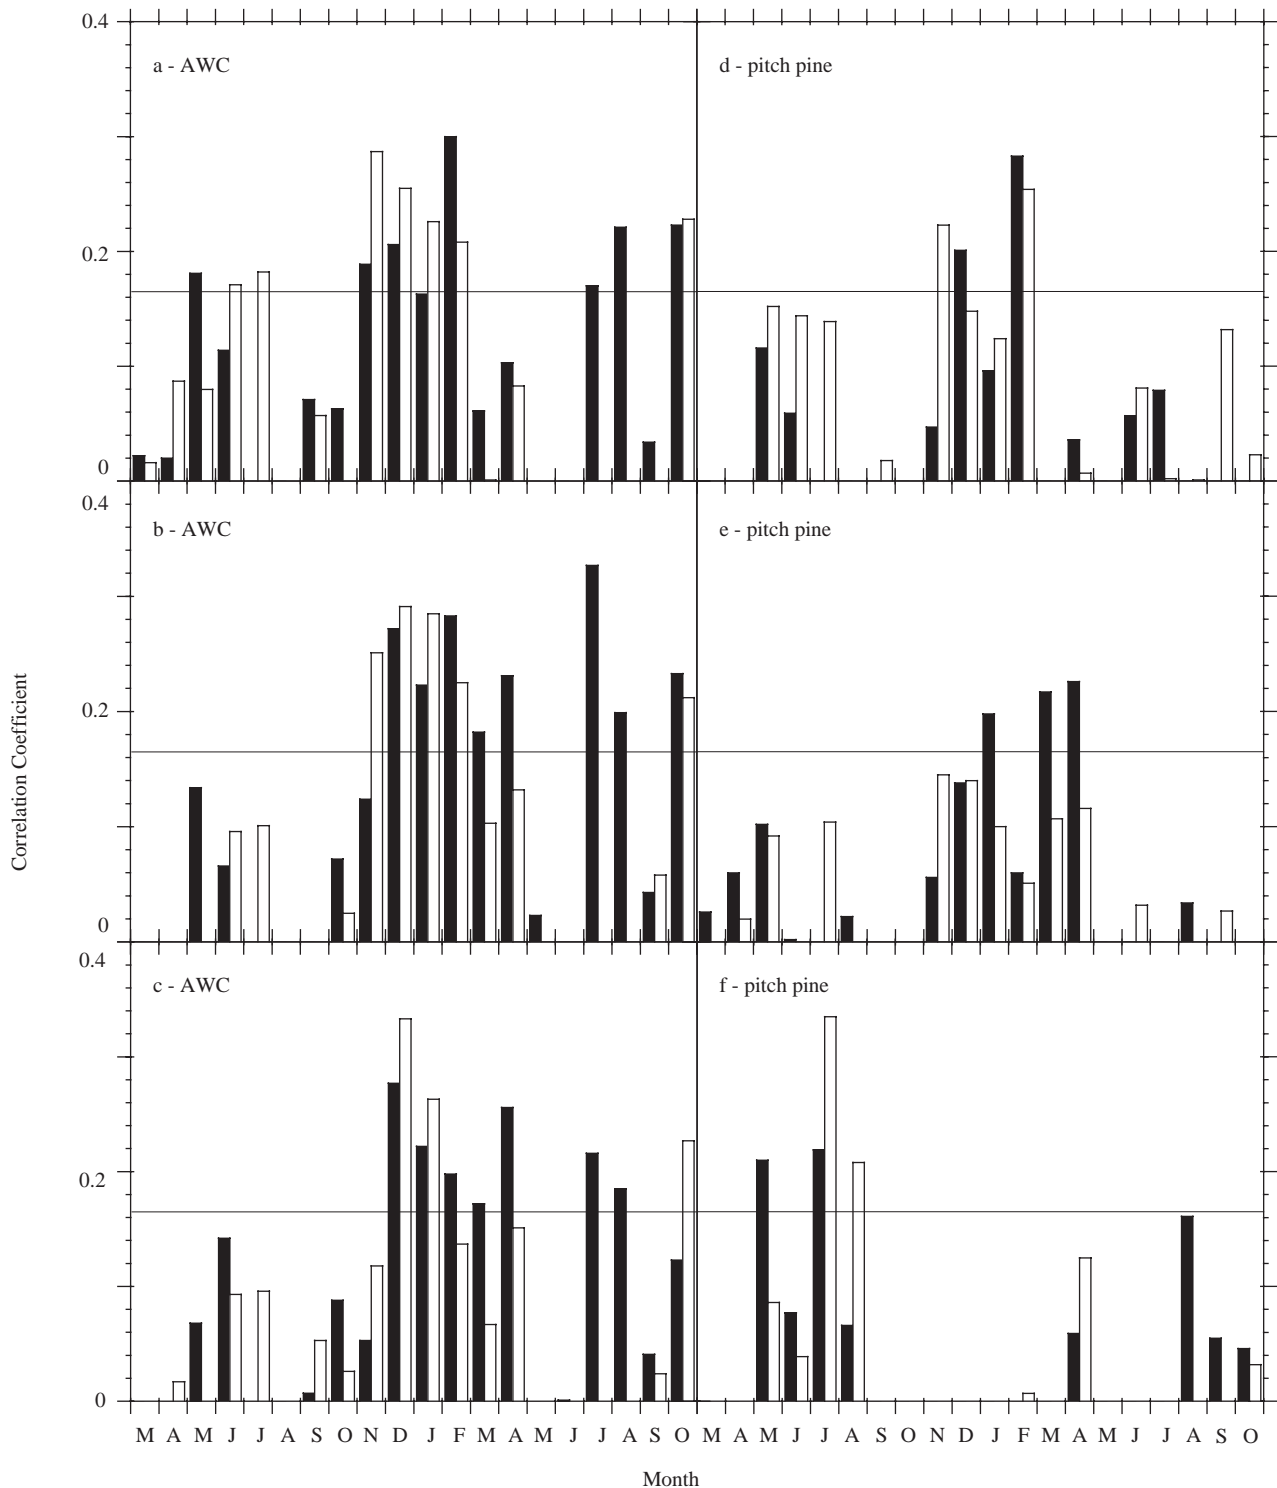 0.4
a - AWC
d - pitch pine
0.2
0
0.4
b - AWC
e - pitch pine
Correlation Coefficient
0.2
0
0.4
c - AWC
f - pitch pine
0.2
0
M A M J J A S O N D J F M A M J J A S O M A M J J A S O N D J F M A M J J A S O
Month